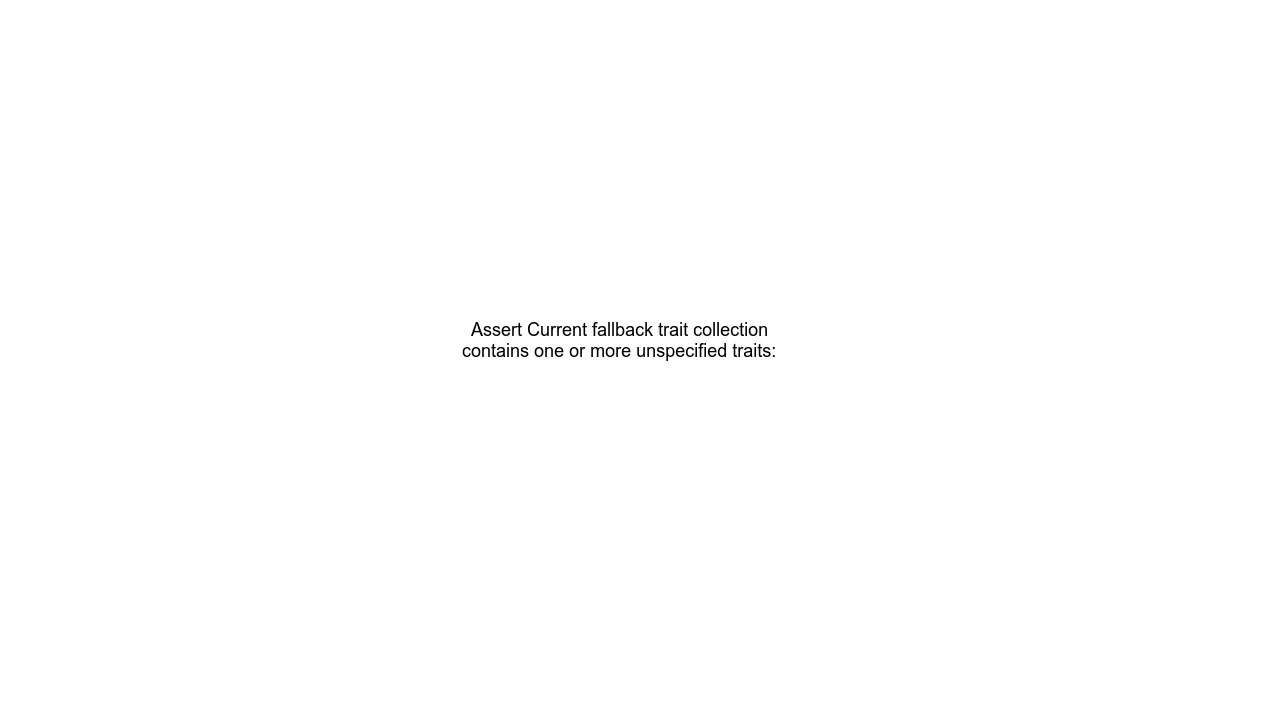 Assert Current fallback trait collection
contains one or more unspecified traits: